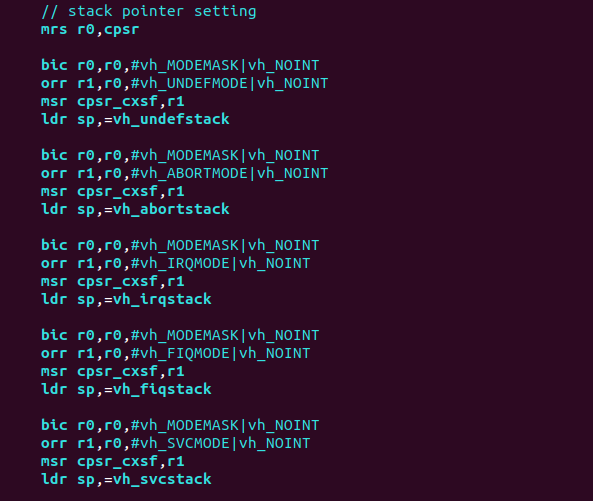 // stack pointer setting
mrs r0,cpsr
bic r0,r0,#vh_MODEMASK|vh_NOINT
orr r1,r0,#vh_UNDEFMODE|vh_NOINT
msr cpsr_cxsf,r1
ldr sp,=vh_undefstack
bic r0,r0,#vh_MODEMASK|vh_NOINT
orr r1,r0,#vh_ABORTMODE|vh_NOINT
msr cpsr_cxsf,r1
ldr sp,=vh_abortstack
bic r0,r0,#vh_MODEMASK|vh_NOINT
orr r1,r0,#vh_IRQMODE|vh_NOINT
msr cpsr_cxsf,r1
ldr sp,=vh_irqstack
bic r0,r0,#vh_MODEMASK|vh_NOINT
orr r1,r0,#vh_FIQMODE|vh_NOINT
msr cpsr_cxsf,r1
ldr sp,=vh_fiqstack
bic r0,r0,#vh_MODEMASK|vh_NOINT
orr r1,r0,#vh_SVCMODE|vh_NOINT
msr cpsr_cxsf,r1
ldr sp,=vh_svcstack